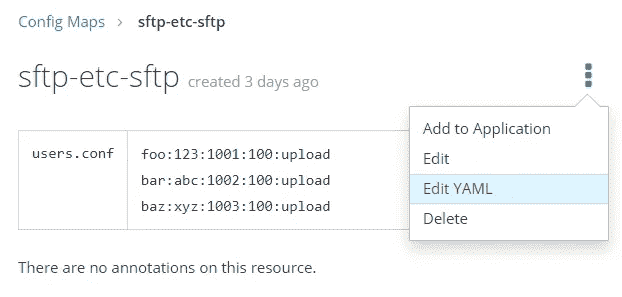 Config Maps › sftp-etc-sftp
sftp-etc-sftp created 3 days ago
Add to Application
Edit
Edit YAML
Delete
users.conf foo:123:1001:100:upload
bar:abc:1002:100:upload
baz:xyz:1003:100:upload
There are no annotations on this resource.